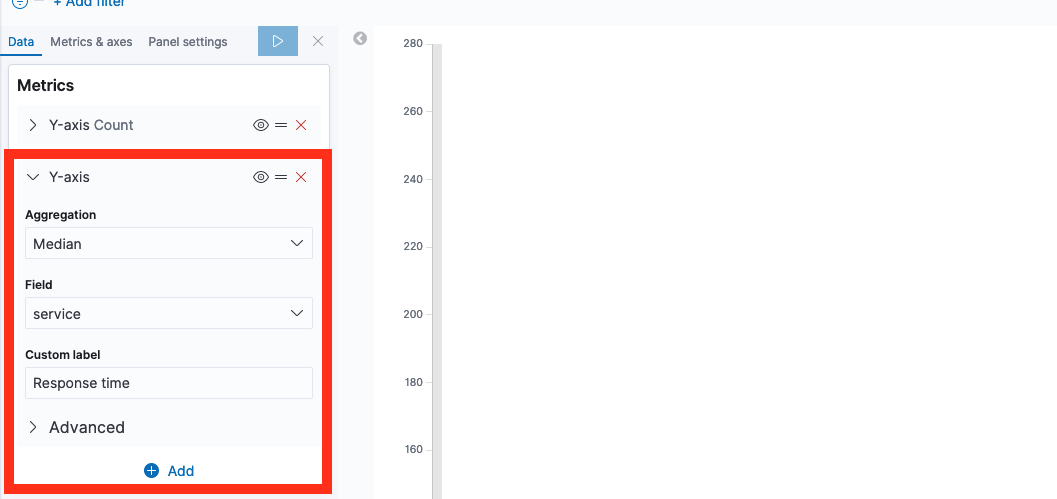 + Add filter
Data Metrics & axes Panel settings
Metrics
Y-axis Count
Y-axis
Aggregation
Median
Field
service
Custom label
Response time
Advanced
Add
280
260
240
220
200
180
160